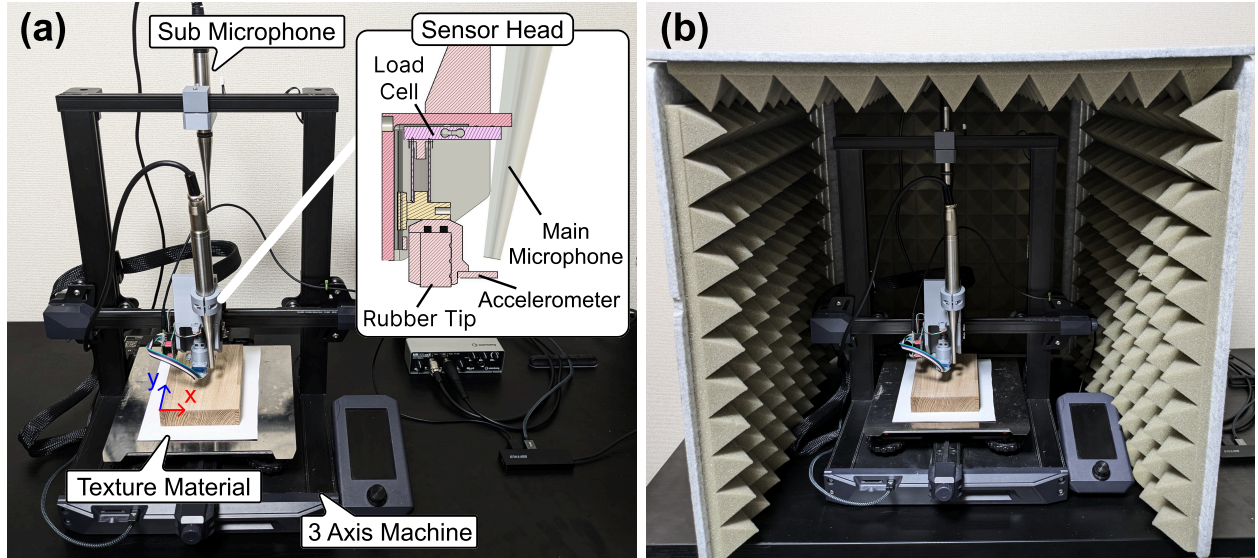 (a)
Sub Microphone
Sensor Head
Load
Cell
Main
Microphone
Accelerometer
Rubber Tip
y
x
Texture Material
3 Axis Machine
(b)